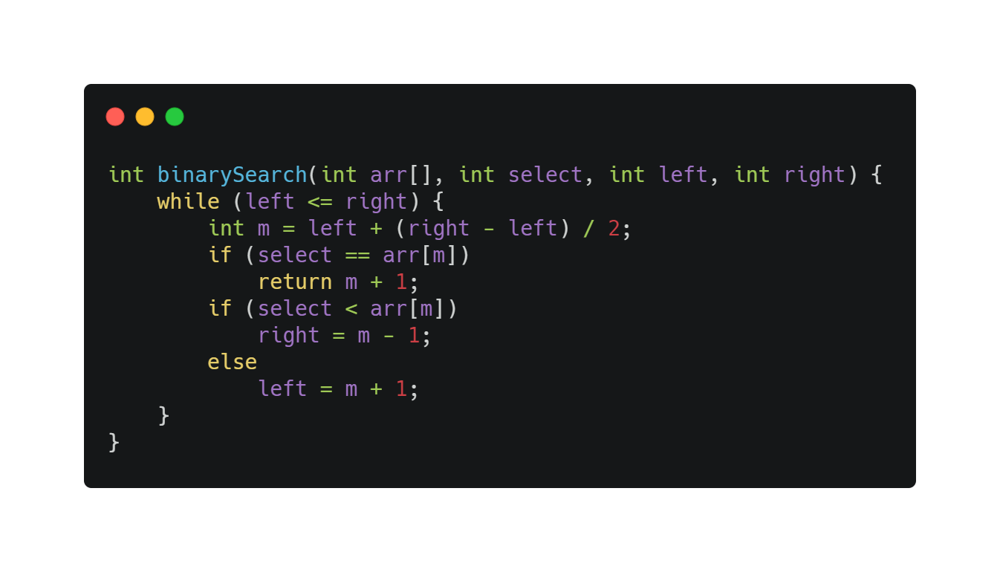 int binarySearch(int arr[], int select, int left, int right) {
    while (left <= right) {
        int m = left + (right - left) / 2;
        if (select == arr[m])
            return m + 1;
        if (select < arr[m])
            right = m - 1;
        else
            left = m + 1;
    }
}